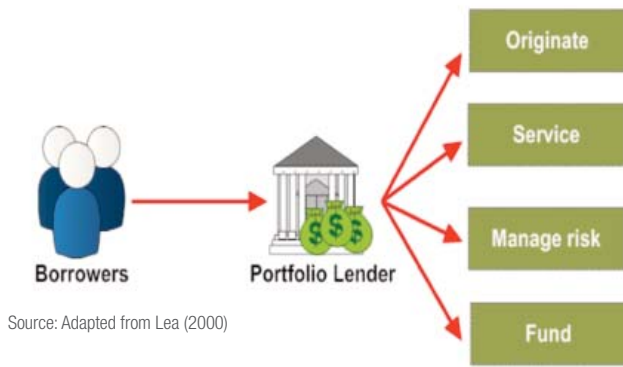 Originate
Service
Manage risk
Fund
$
$
$
Borrowers
Portfolio Lender
Source: Adapted from Lea (2000)